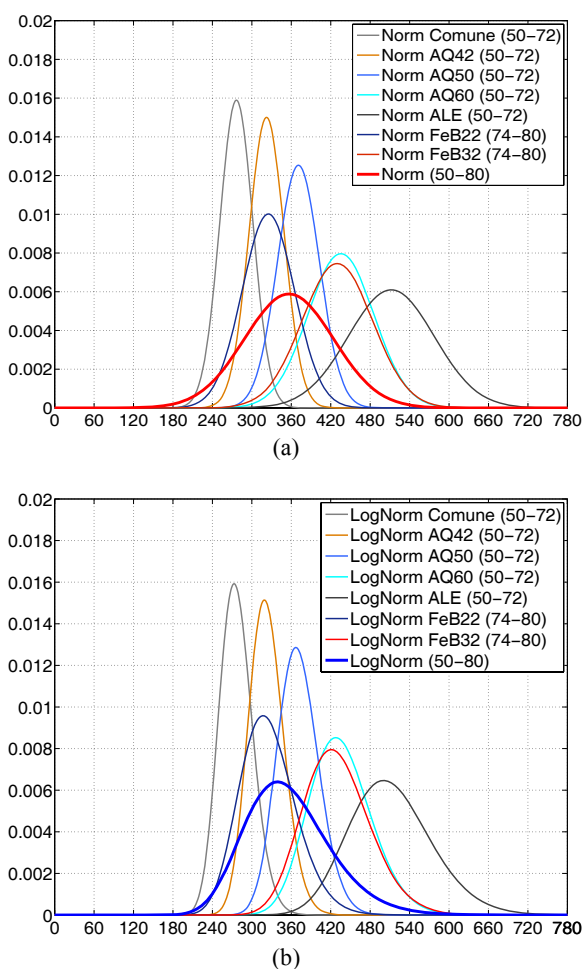 0.02
0.018
0.016
0.014
0.012
0.01
0.008
0.006
0.004
0.002
0
0 60 120 180 240 300 360 420 480 540 600 660 720 780
Norm Comune (50−72)
Norm AQ42 (50−72)
Norm AQ50 (50−72)
Norm AQ60 (50−72)
Norm ALE (50−72)
Norm FeB22 (74−80)
Norm FeB32 (74−80)
Norm (50−80)
(a)
0.02
0.018
0.016
0.014
0.012
0.01
0.008
0.006
0.004
0.002
0
0 60 120 180 240 300 360 420 480 540 600 660 720 780
LogNorm Comune (50−72)
LogNorm AQ42 (50−72)
LogNorm AQ50 (50−72)
LogNorm AQ60 (50−72)
LogNorm ALE (50−72)
LogNorm FeB22 (74−80)
LogNorm FeB32 (74−80)
LogNorm (50−80)
(b)